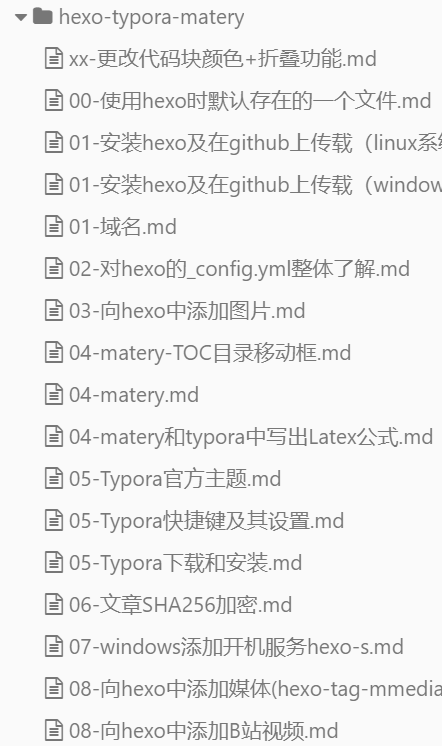 hexo-typora-matery
xx-更改代码块颜色+折叠功能.md
00-使用hexo时默认存在的一个文件.md
01-安装hexo及在github上传载（linux系统
01-安装hexo及在github上传载（window
01-域名.md
02-对hexo的_config.yml整体了解.md
03-向hexo中添加图片.md
04-matery-TOC目录移动框.md
04-matery.md
04-matery和typora中写出Latex公式.md
05-Typora官方主题.md
05-Typora快捷键及其设置.md
05-Typora下载和安装.md
06-文章SHA256加密.md
07-windows添加开机服务hexo-s.md
08-向hexo中添加媒体(hexo-tag-mmedia
08-向hexo中添加B站视频.md